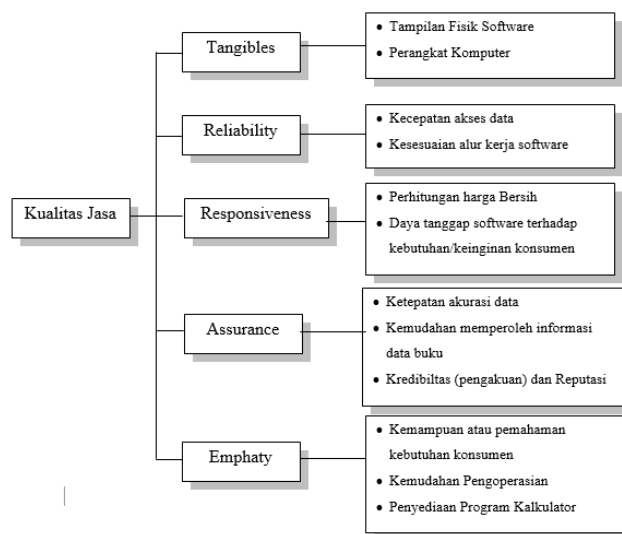 Kualitas Jasa
Tangibles
• Tampilan Fisik Software
• Perangkat Komputer
Reliability
• Kecepatan akses data
• Kesesuaian alur kerja software
Responsiveness
• Perhitungan harga Bersih
• Daya tanggap software terhadap
kebutuhan/keinginan konsumen
Assurance
• Ketepatan akurasi data
• Kemudahan memperoleh informasi
data buku
• Kredibiltas (pengakuan) dan Reputasi
Emphaty
• Kemampuan atau pemahaman
kebutuhan konsumen
• Kemudahan Pengoperasian
• Penyediaan Program Kalkulator